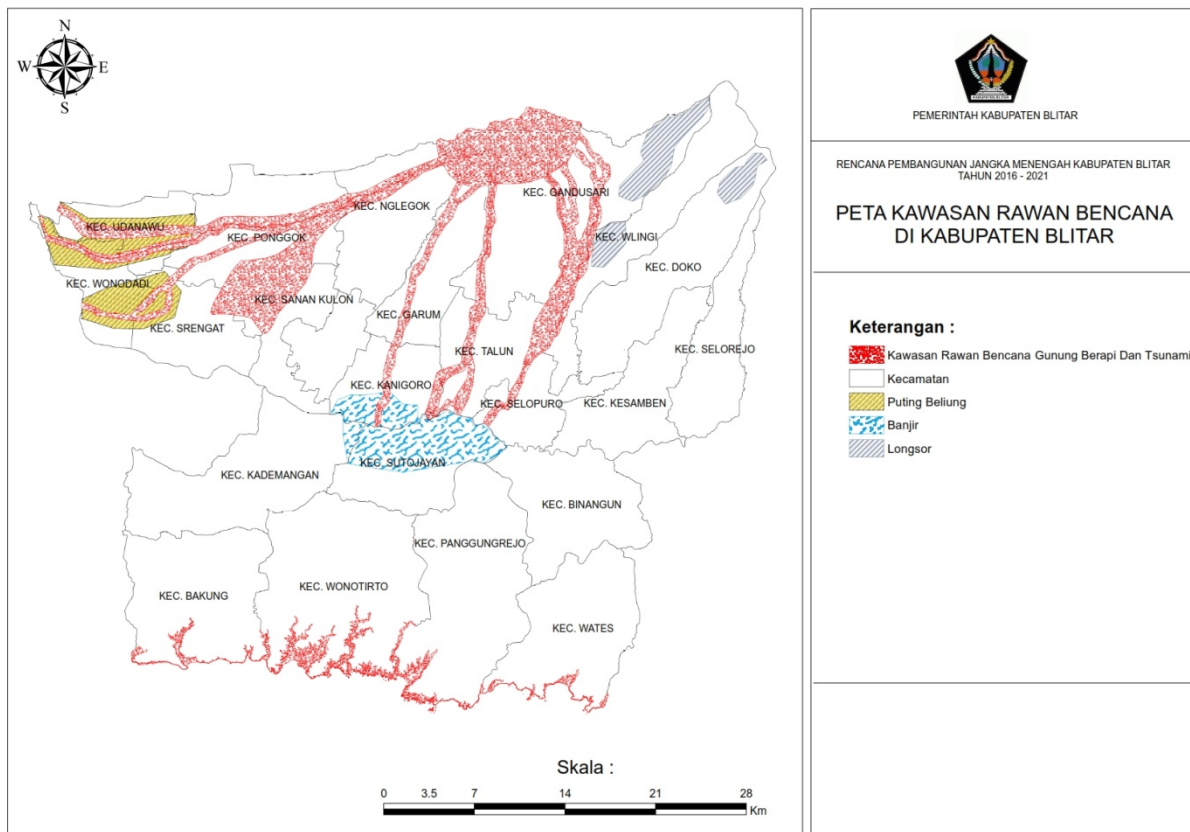 N
W
E
S
KEC. UDANAWU
KEC. NGLEGOK
KEC. GANDUSARI
KEC. PONGGOK
KEC. WLINGI
KEC. DOKO
KEC. WONODADI
KEC. SANAN KULON
KEC. SRENGAT
KEC. GARUM
KEC. TALUN
KEC. SELOREJO
KEC. KANIGORO
KEC. SELOPURO
KEC. KESAMBEN
KEC. SUTOJAYAN
KEC. KADEMANGAN
KEC. BINANGUN
KEC. PANGGUNGREJO
KEC. BAKUNG
KEC. WONOTIRTO
KEC. WATES
Skala :
0 3.5 7 14 21 28
Km
PEMERINTAH KABUPATEN BLITAR
RENCANA PEMBANGUNAN JANGKA MENENGAH KABUPATEN BLITAR
TAHUN 2016 - 2021
PETA KAWASAN RAWAN BENCANA
DI KABUPATEN BLITAR
Keterangan :
Kawasan Rawan Bencana Gunung Berapi Dan Tsunami
Kecamatan
Puting Beliung
Banjir
Longsor